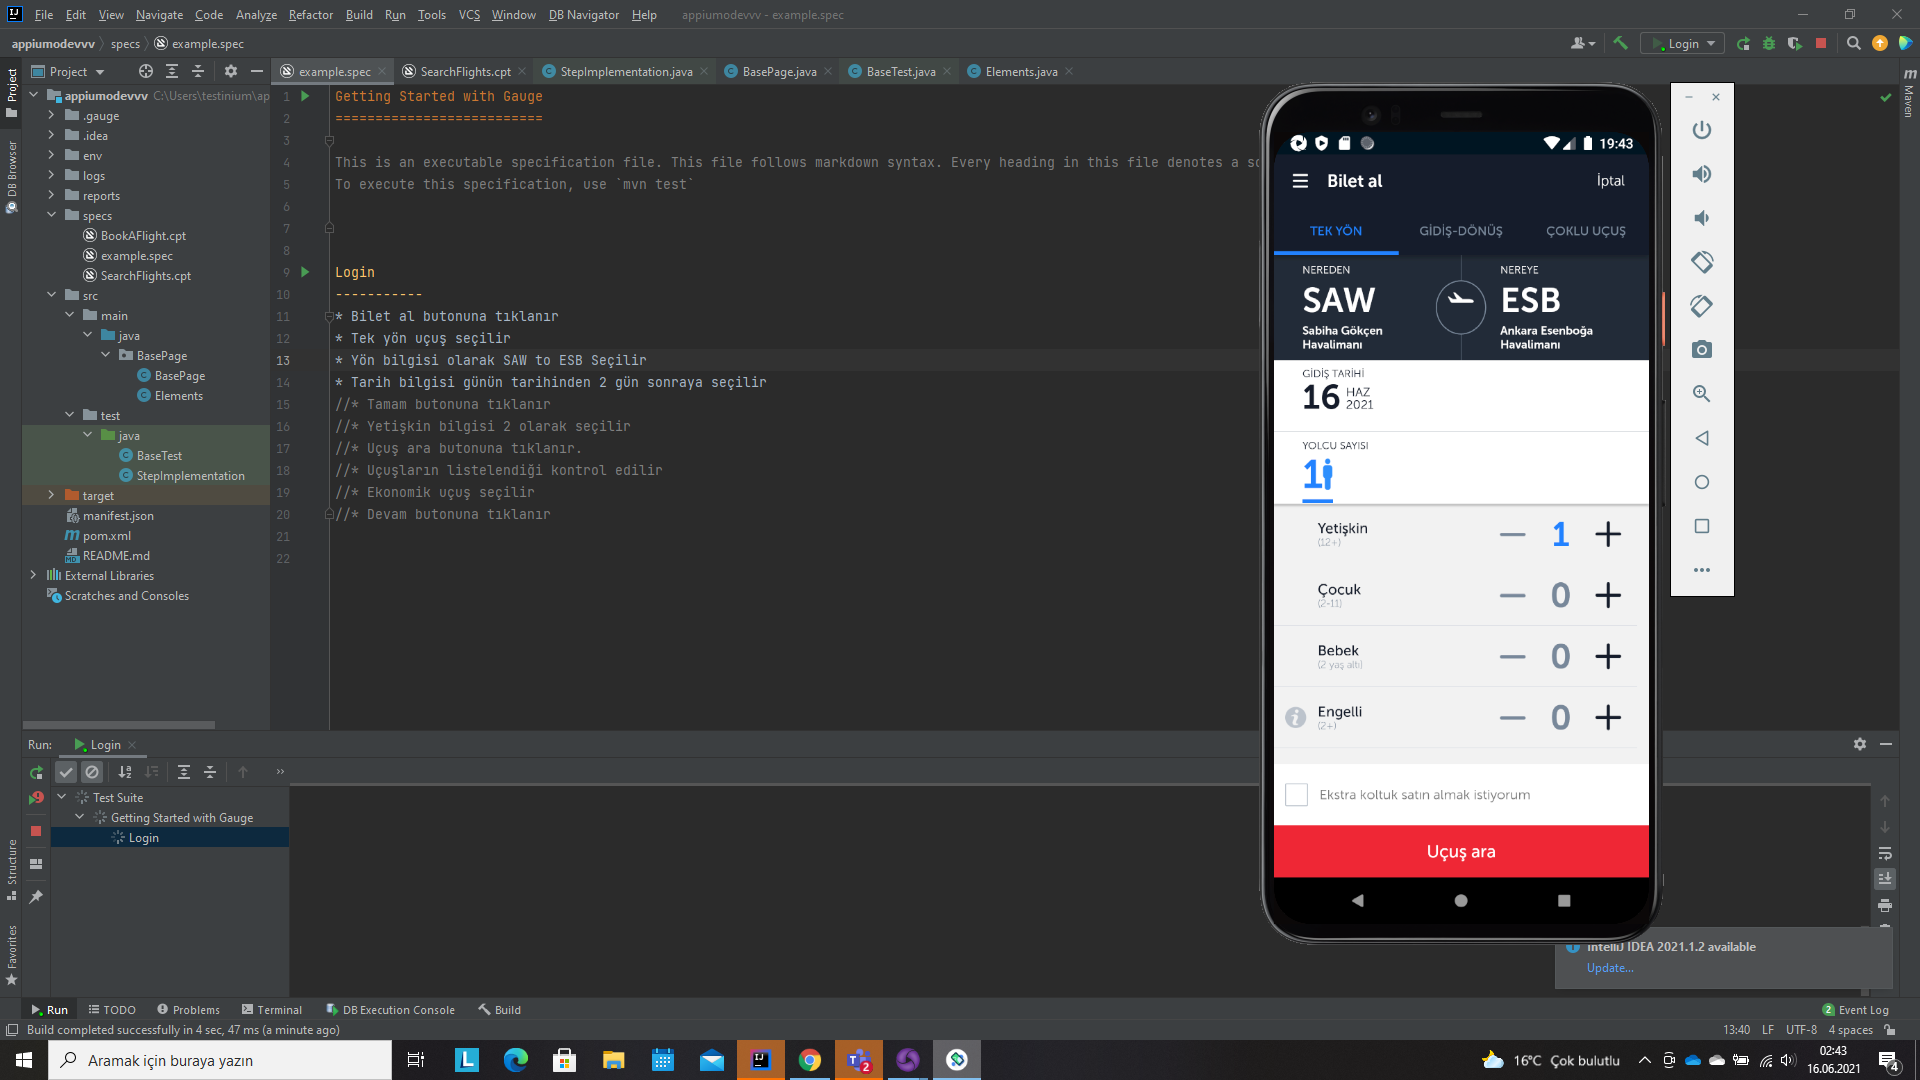 File Edit View Navigate Code Analyze Refactor Build Run Tools VCS Window DB Navigator Help appiumodevvv - example.spec
appiumodevvv specs example.spec
Login
Project
example.spec SearchFlights.cpt StepImplementation.java BasePage.java BaseTest.java Elements.java
Project
DB Browser
Structure
Favorites
Maven
appiumodevvv C:\Users\testinium\ap
.gauge
.idea
env
logs
reports
specs
BookAFlight.cpt
example.spec
SearchFlights.cpt
src
main
java
BasePage
BasePage
Elements
test
java
BaseTest
StepImplementation
target
manifest.json
pom.xml
README.md
External Libraries
Scratches and Consoles
1 Getting Started with Gauge
2 ==========================
3
4 This is an executable specification file. This file follows markdown syntax. Every heading in this file denotes a
5 To execute this specification, use `mvn test`
6
7
8
9 Login
10 -----------
11 * Bilet al butonuna tıklanır
12 * Tek yön uçuş seçilir
13 * Yön bilgisi olarak SAW to ESB Seçilir
14 * Tarih bilgisi günün tarihinden 2 gün sonraya seçilir
15 //* Tamam butonuna tıklanır
16 //* Yetişkin bilgisi 2 olarak seçilir
17 //* Uçuş ara butonuna tıklanır.
18 //* Uçuşların listelendiği kontrol edilir
19 //* Ekonomik uçuş seçilir
20 //* Devam butonuna tıklanır
21
22
19:43
Bilet al İptal
TEK YÖN GİDİŞ-DÖNÜŞ ÇOKLU UÇUŞ
NEREDEN NEREYE
SAW ESB
Sabiha Gökçen Ankara Esenboğa
Havalimanı Havalimanı
GİDİŞ TARİHİ
16 HAZ
2021
YOLCU SAYISI
1
Yetişkin 1
(12+)
Çocuk 0
(2-11)
Bebek 0
(2 yaş altı)
Engelli 0
(2+)
Ekstra koltuk satın almak istiyorum
Uçuş ara
Run: Login
Test Suite
Getting Started with Gauge
Login
IntelliJ IDEA 2021.1.2 available
Update...
Run TODO Problems Terminal DB Execution Console Build 2 Event Log
Build completed successfully in 4 sec, 47 ms (a minute ago) 13:40 LF UTF-8 4 spaces
Aramak için buraya yazın
L
IJ
2
16°C Çok bulutlu
02:43
16.06.2021
4